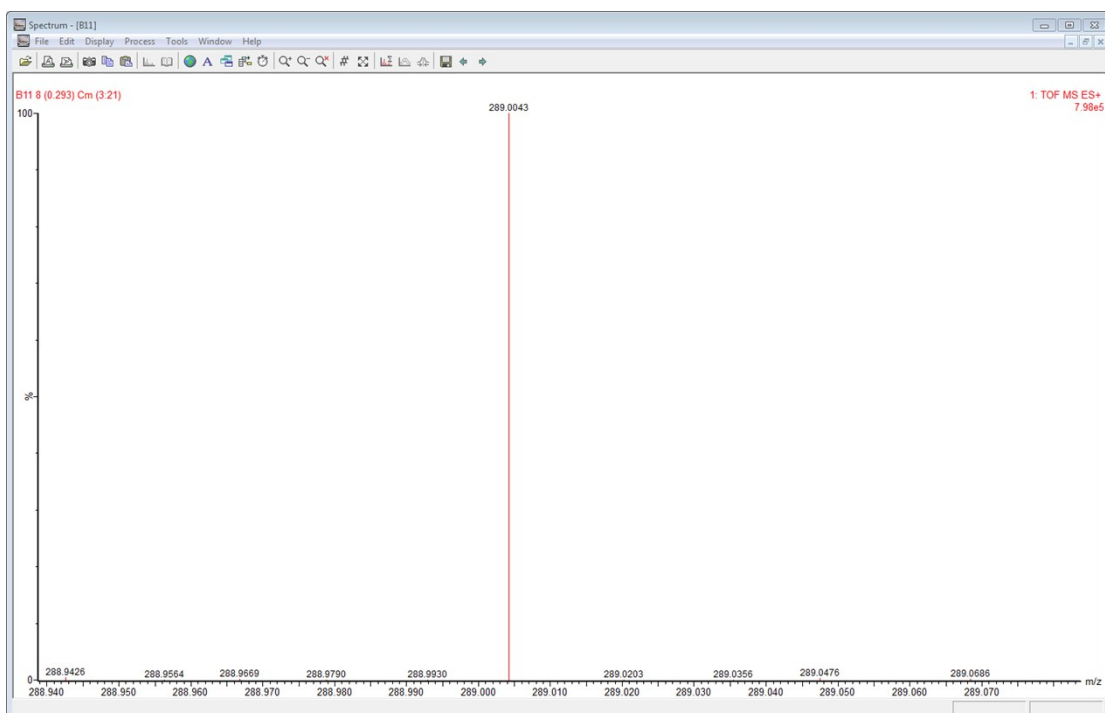 Spectrum - [B11]
File Edit Display Process Tools Window Help
B11 8 (0.293) Cm (3:21)
1: TOF MS ES+
7.98e5
100
289.0043
%
288.9426 288.9564 288.9669 288.9790 288.9930 289.0203 289.0356 289.0476 289.0686
0
m/z
288.940 288.950 288.960 288.970 288.980 288.990 289.000 289.010 289.020 289.030 289.040 289.050 289.060 289.070